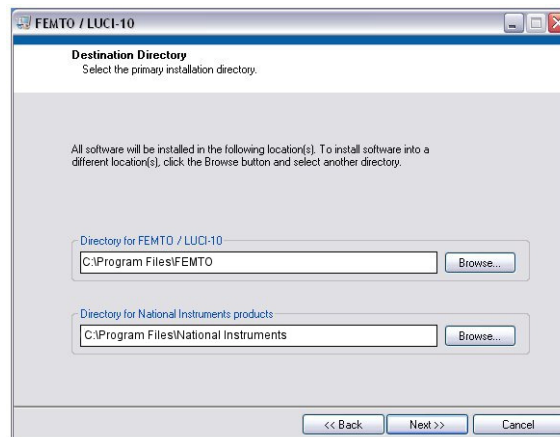 FEMTO / LUCI-10
Destination Directory
Select the primary installation directory.
All software will be installed in the following location(s). To install software into a
different location(s), click the Browse button and select another directory.
Directory for FEMTO / LUCI-10
C:\Program Files\FEMTO
Browse...
Directory for National Instruments products
C:\Program Files\National Instruments
Browse...
<< Back
Next >>
Cancel